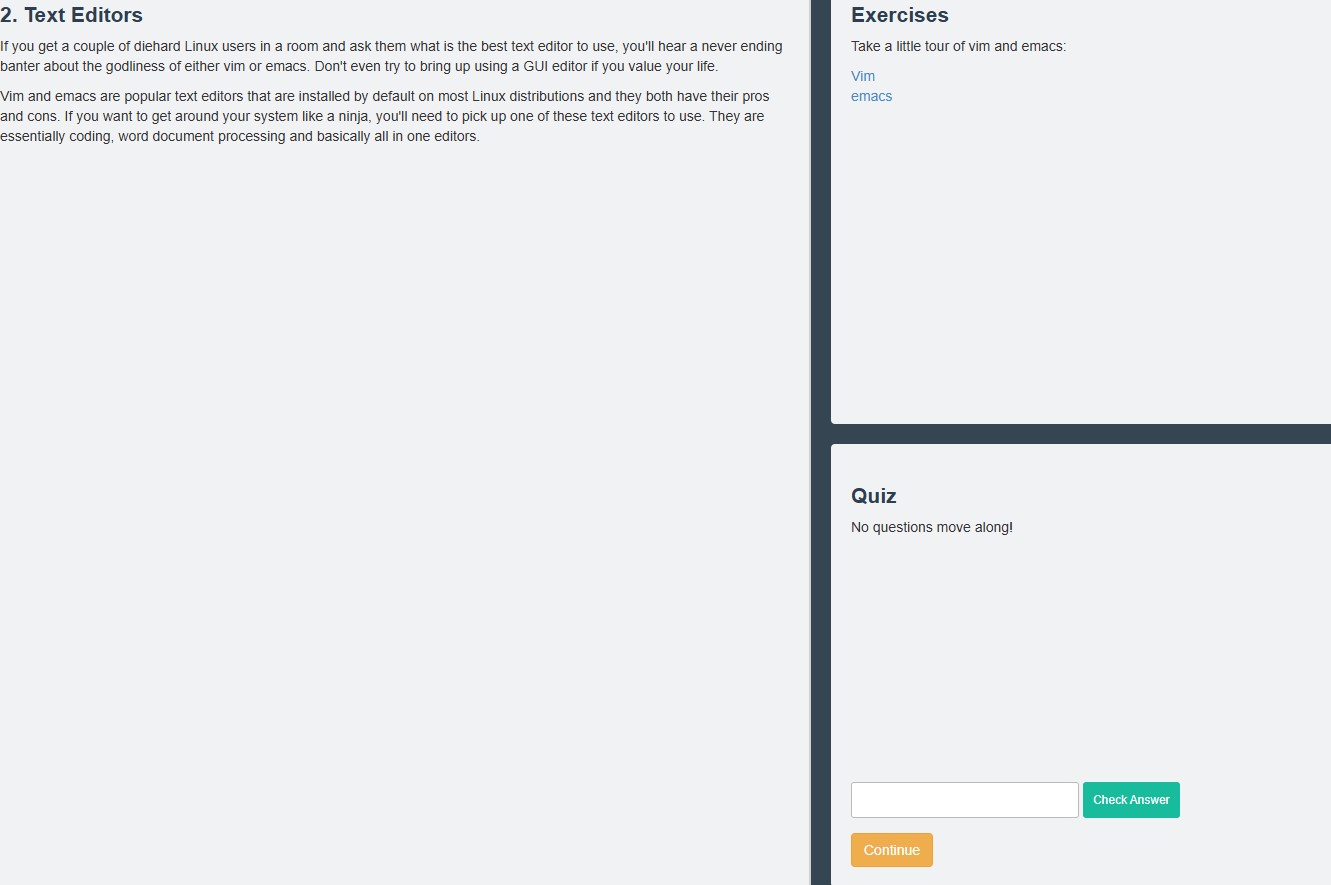 2. Text Editors
If you get a couple of diehard Linux users in a room and ask them what is the best text editor to use, you'll hear a never ending
banter about the godliness of either vim or emacs. Don't even try to bring up using a GUI editor if you value your life.
Vim and emacs are popular text editors that are installed by default on most Linux distributions and they both have their pros
and cons. If you want to get around your system like a ninja, you'll need to pick up one of these text editors to use. They are
essentially coding, word document processing and basically all in one editors.
Exercises
Take a little tour of vim and emacs:
Vim
emacs
Quiz
No questions move along!
Check Answer
Continue